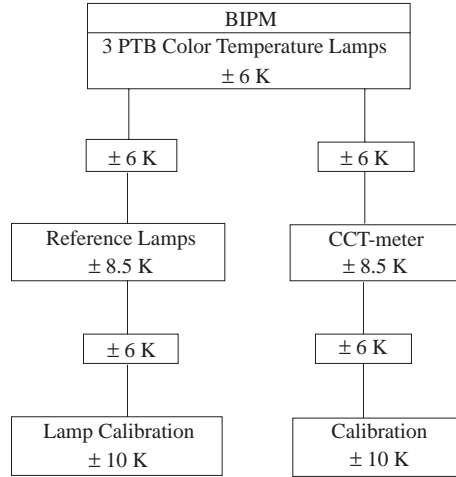 BIPM
3 PTB Color Temperature Lamps
± 6 K
± 6 K
± 6 K
Reference Lamps
± 8.5 K
CCT-meter
± 8.5 K
± 6 K
± 6 K
Lamp Calibration
± 10 K
Calibration
± 10 K